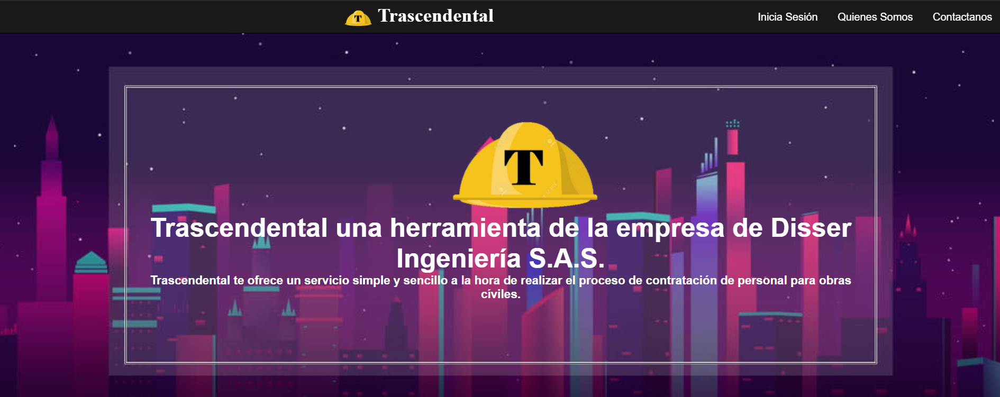 T Trascendental
Inicia Sesión
Quienes Somos
Contactanos
T
Trascendental una herramienta de la empresa de Disser
Ingeniería S.A.S.
Trascendental te ofrece un servicio simple y sencillo a la hora de realizar el proceso de contratación de personal para obras
cíviles.